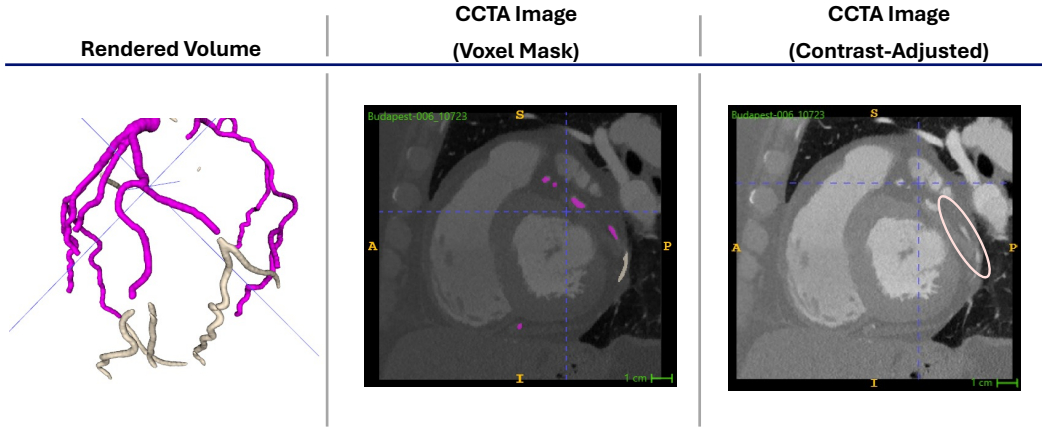 Rendered Volume
CCTA Image
(Voxel Mask)
CCTA Image
(Contrast-Adjusted)
Budapest-006_10723
S
A
P
I
1 cm
Budapest-006_10723
S
A
P
I
1 cm